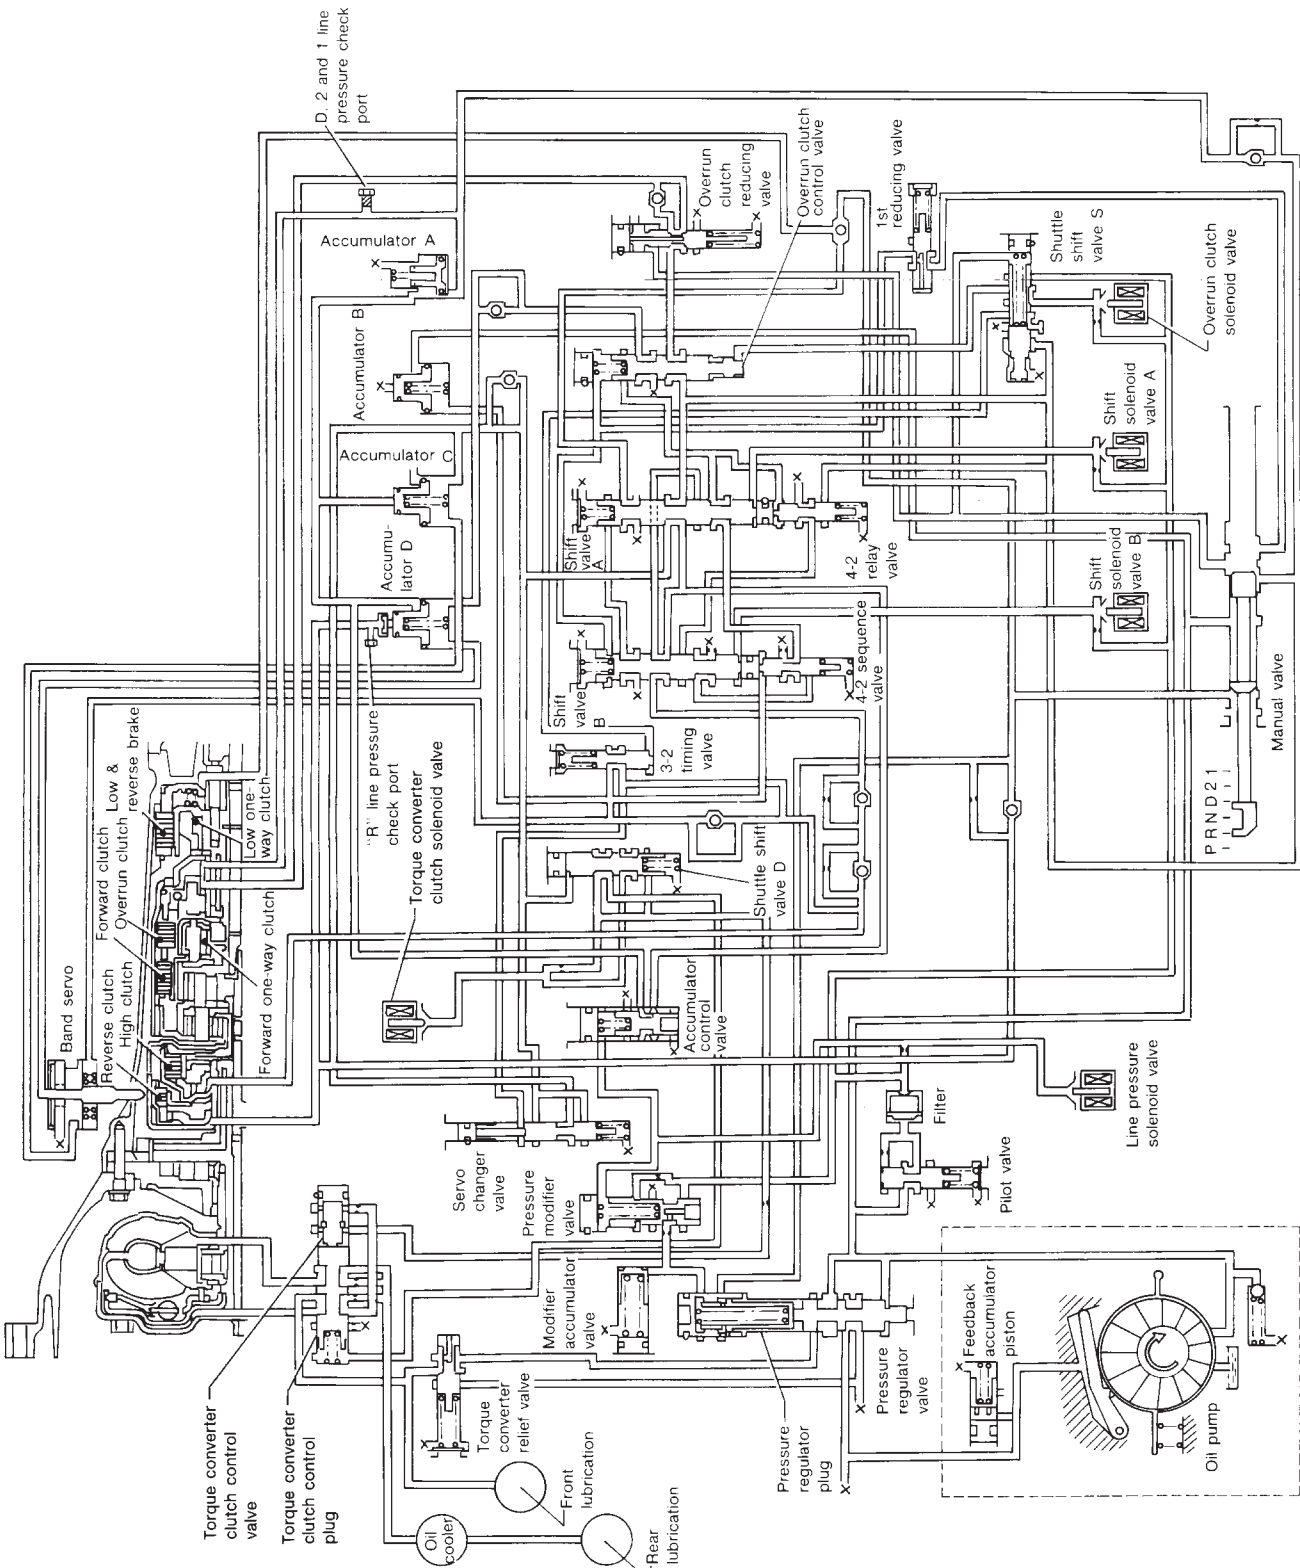 D, 2 and 1 line
pressure check
port
Accumulator A
Accumulator B
Accumulator C
Accumu-
lator D
"R" line pressure
check port
Torque converter
clutch solenoid valve
Low &
reverse brake
Low one-
way clutch
Forward clutch
Overrun clutch
Forward one-way clutch
Reverse clutch
High clutch
Band servo
Overrun
clutch
reducing
valve
Overrun clutch
control valve
1st
reducing valve
Shuttle
shift
valve S
Overrun clutch
solenoid valve
Shift
solenoid
valve A
Shift
solenoid
valve B
Shift
valve
A
4-2
relay
valve
Shift
valve
B
4-2 sequence
valve
3-2
timing
valve
Shuttle shift
valve D
Accumulator
control
valve
P R N D 2 1
Manual valve
Servo
changer
valve
Pressure
modifier
valve
Filter
Pilot valve
Line pressure
solenoid valve
Modifier
accumulator
valve
Torque converter
clutch control
valve
Torque converter
clutch control
plug
Torque
converter
relief valve
Front
lubrication
Oil
cooler
Rear
lubrication
Pressure
regulator
plug
Pressure
regulator
valve
Feedback
accumulator
piston
Oil pump